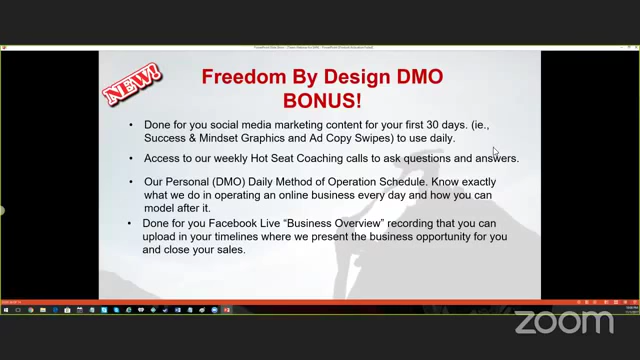 NEW!
Freedom By Design DMO
BONUS!
• Done for you social media marketing content for your first 30 days. (ie.,
Success & Mindset Graphics and Ad Copy Swipes) to use daily.
• Access to our weekly Hot Seat Coaching calls to ask questions and answers.
• Our Personal (DMO) Daily Method of Operation Schedule. Know exactly
what we do in operating an online business every day and how you can
model after it.
• Done for you Facebook Live “Business Overview” recording that you can
upload in your timelines where we present the business opportunity for you
and close your sales.
zoom